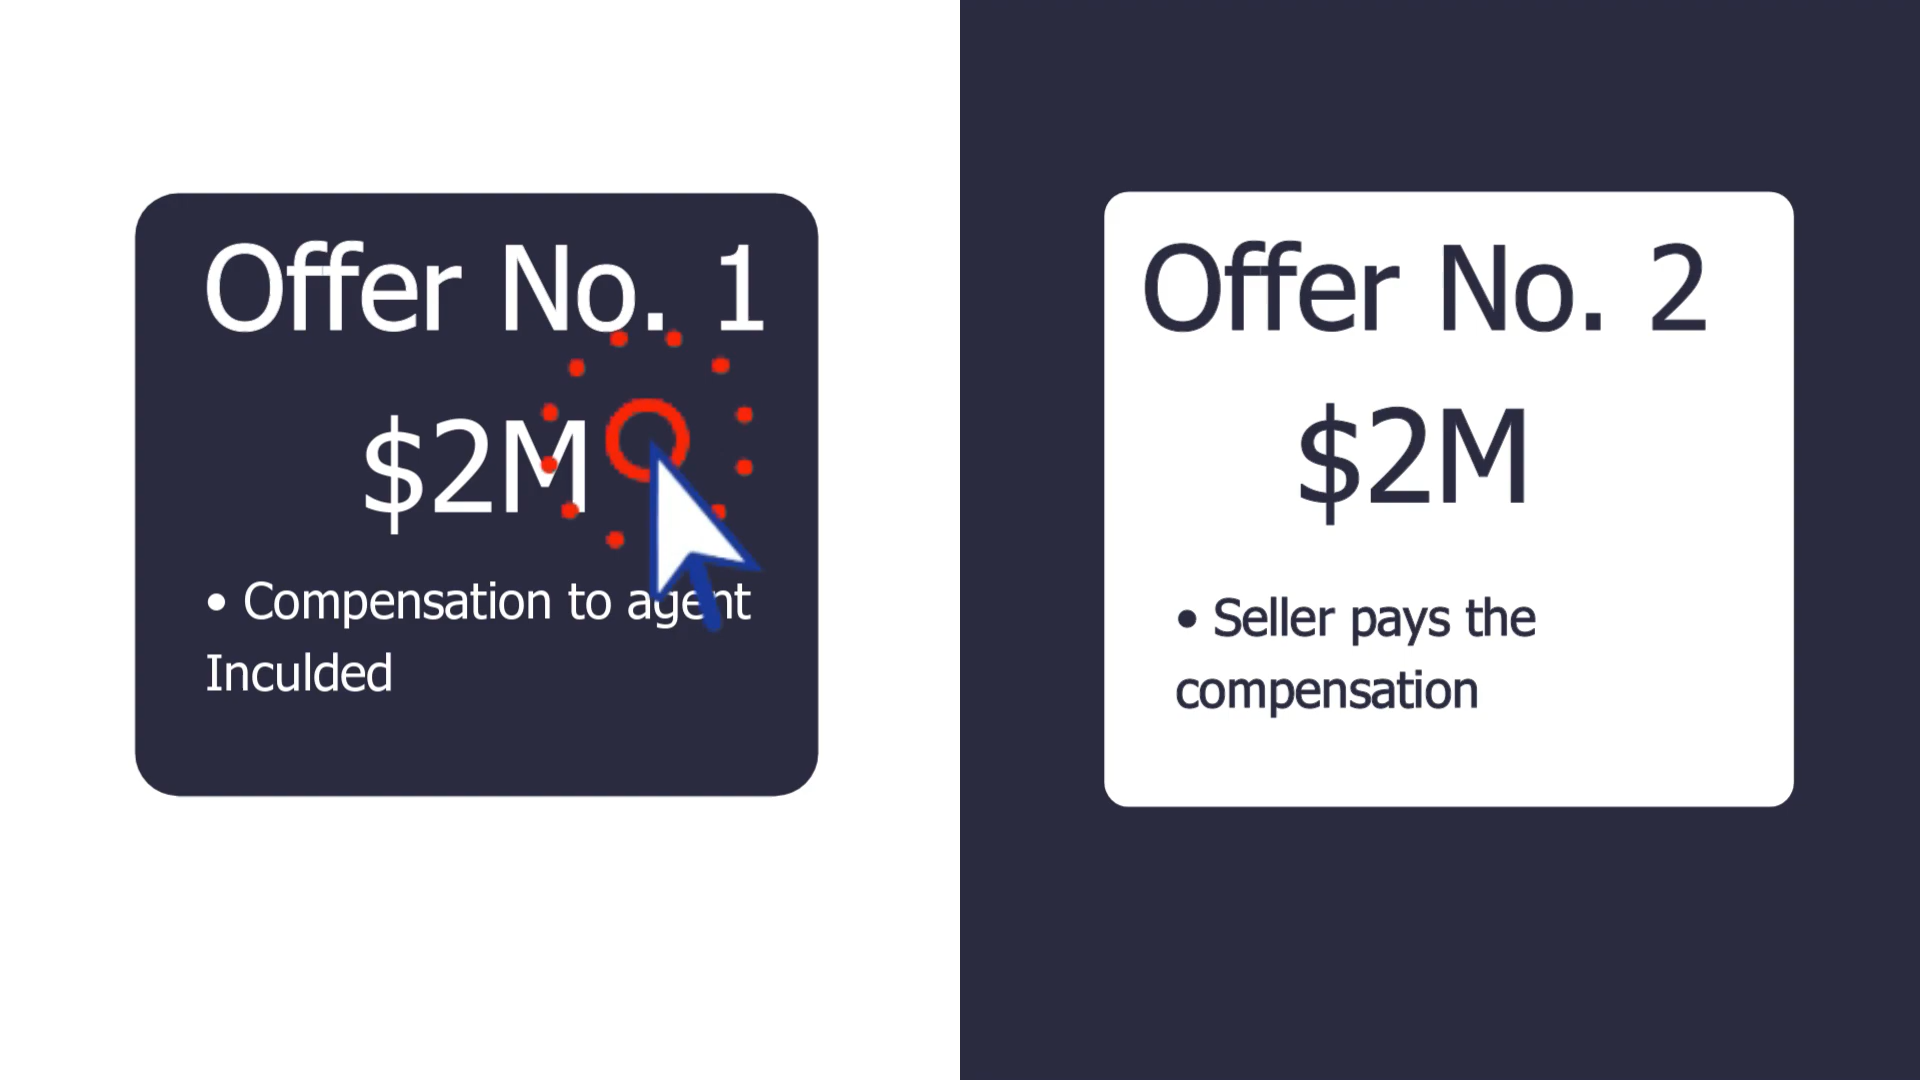 Offer No. 1
$2M
• Compensation to agent
Inculded
Offer No. 2
$2M
• Seller pays the
compensation